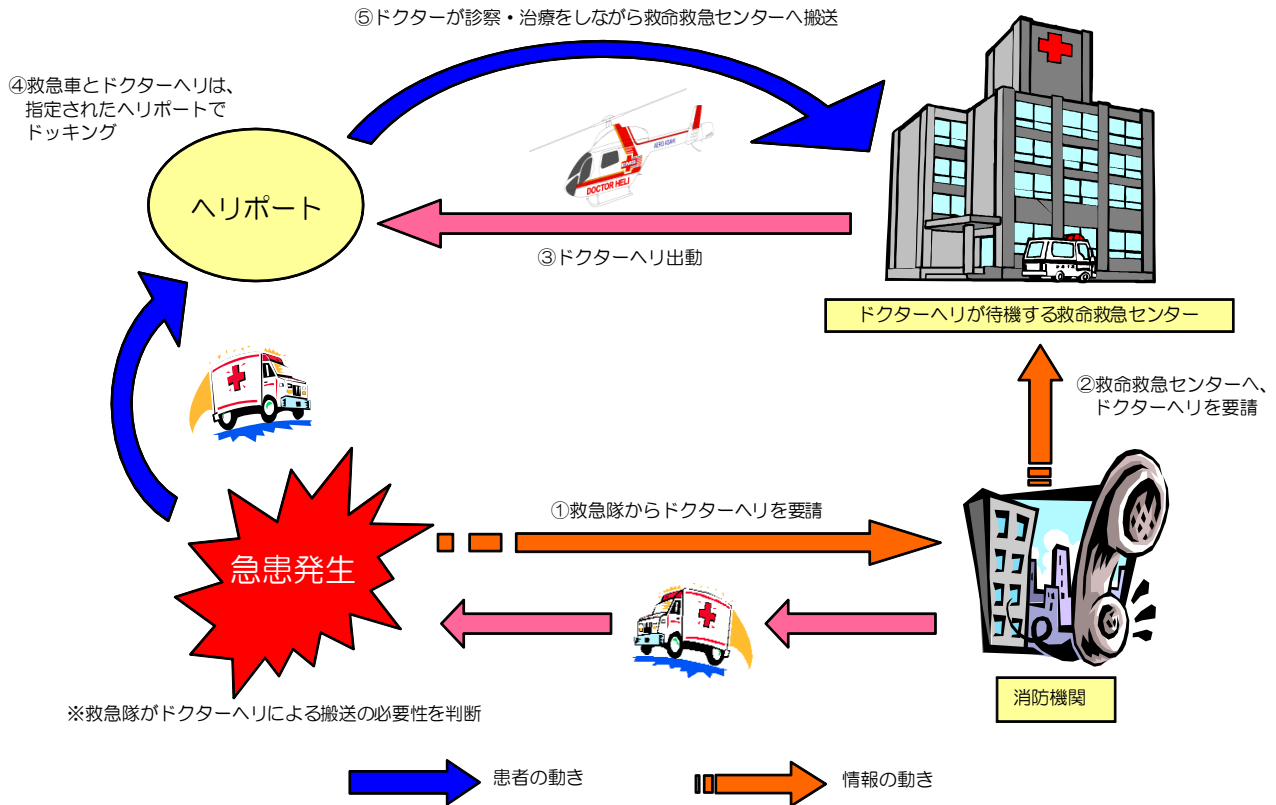 ⑤ドクターが診察・治療をしながら救命救急センターへ搬送
④救急車とドクターヘリは、
指定されたヘリポートで
ドッキング
ヘリポート
DOCTOR HELI
③ドクターヘリ出動
ドクターヘリが待機する救命救急センター
②救命救急センターへ、
ドクターヘリを要請
①救急隊からドクターヘリを要請
急患発生
消防機関
※救急隊がドクターヘリによる搬送の必要性を判断
患者の動き
情報の動き